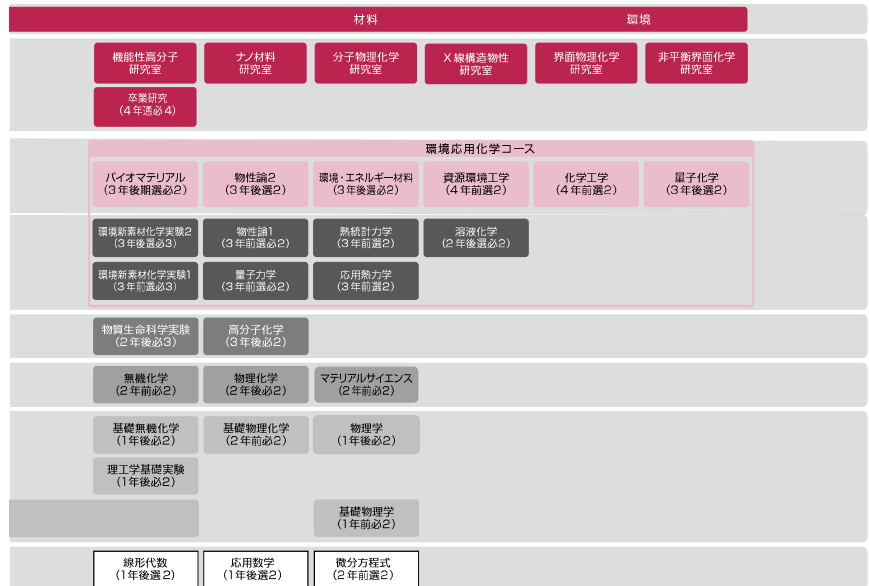 材料
環境
機能性高分子
研究室
ナノ材料
研究室
分子物理化学
研究室
X線構造物性
研究室
界面物理化学
研究室
非平衡界面化学
研究室
卒業研究
(4年通必4)
環境応用化学コース
バイオマテリアル
(3年後期選必2)
物性論2
(3年後選2)
環境・エネルギー材料
(3年後選必2)
資源環境工学
(4年前選2)
化学工学
(4年前選2)
量子化学
(3年後選2)
環境新素材化学実験2
(3年後選必3)
物性論1
(3年前選必2)
熱統計力学
(3年前選2)
溶液化学
(2年後選必2)
環境新素材化学実験1
(3年前選必3)
量子力学
(3年前選必2)
応用熱力学
(3年前選2)
物質生命科学実験
(2年後必3)
高分子化学
(3年後必2)
無機化学
(2年前必2)
物理化学
(2年後必2)
マテリアルサイエンス
(2年前必2)
基礎無機化学
(1年後必2)
基礎物理化学
(2年前必2)
物理学
(1年後必2)
理工学基礎実験
(1年後必2)
基礎物理学
(1年前必2)
線形代数
(1年後選2)
応用数学
(1年後選2)
微分方程式
(2年前選2)